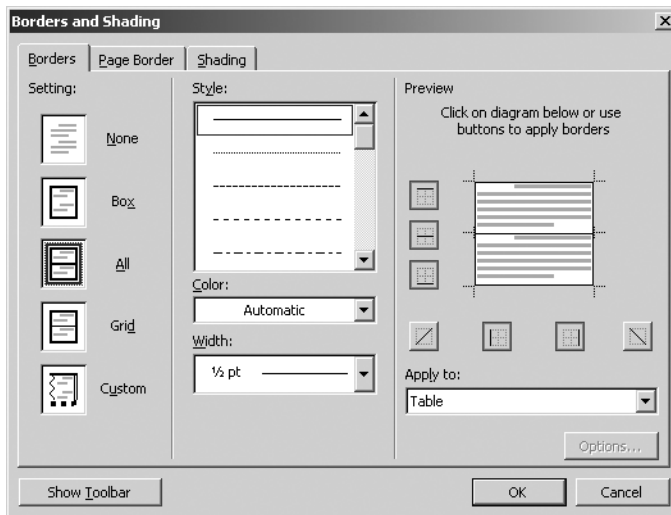 Borders and Shading
Borders
Page Border
Shading
Setting:
None
Box
All
Grid
Custom
Style:
Color:
Automatic
Width:
½ pt
Preview
Click on diagram below or use
buttons to apply borders
Apply to:
Table
Options...
Show Toolbar
OK
Cancel